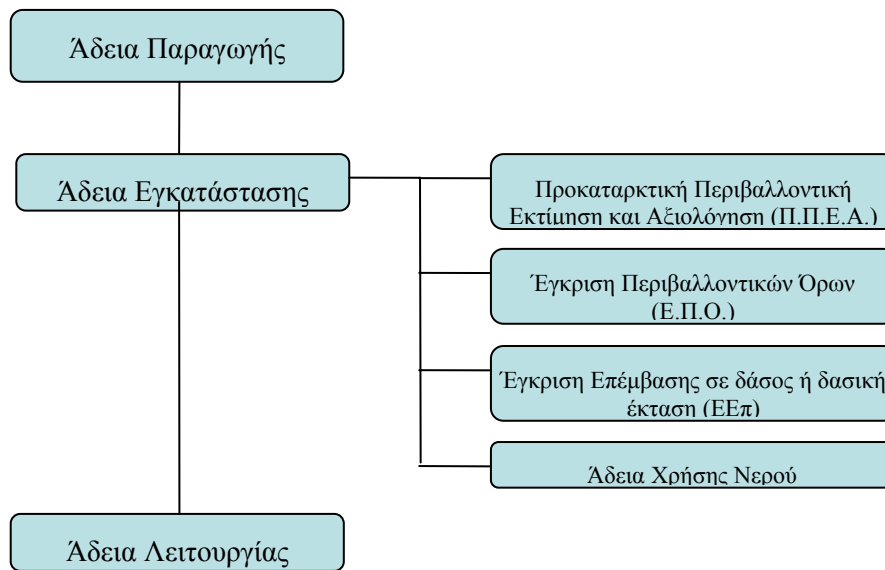 Άδεια Παραγωγής
Άδεια Εγκατάστασης
Προκαταρκτική Περιβαλλοντική
Εκτίμηση και Αξιολόγηση (Π.Π.Ε.Α.)
Έγκριση Περιβαλλοντικών Όρων
(Ε.Π.Ο.)
Έγκριση Επέμβασης σε δάσος ή δασική
έκταση (ΕΕπ)
Άδεια Χρήσης Νερού
Άδεια Λειτουργίας